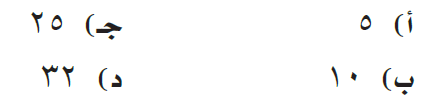 أ) ٥ جـ) ٢٥
ب) ١٠ د) ٣٢